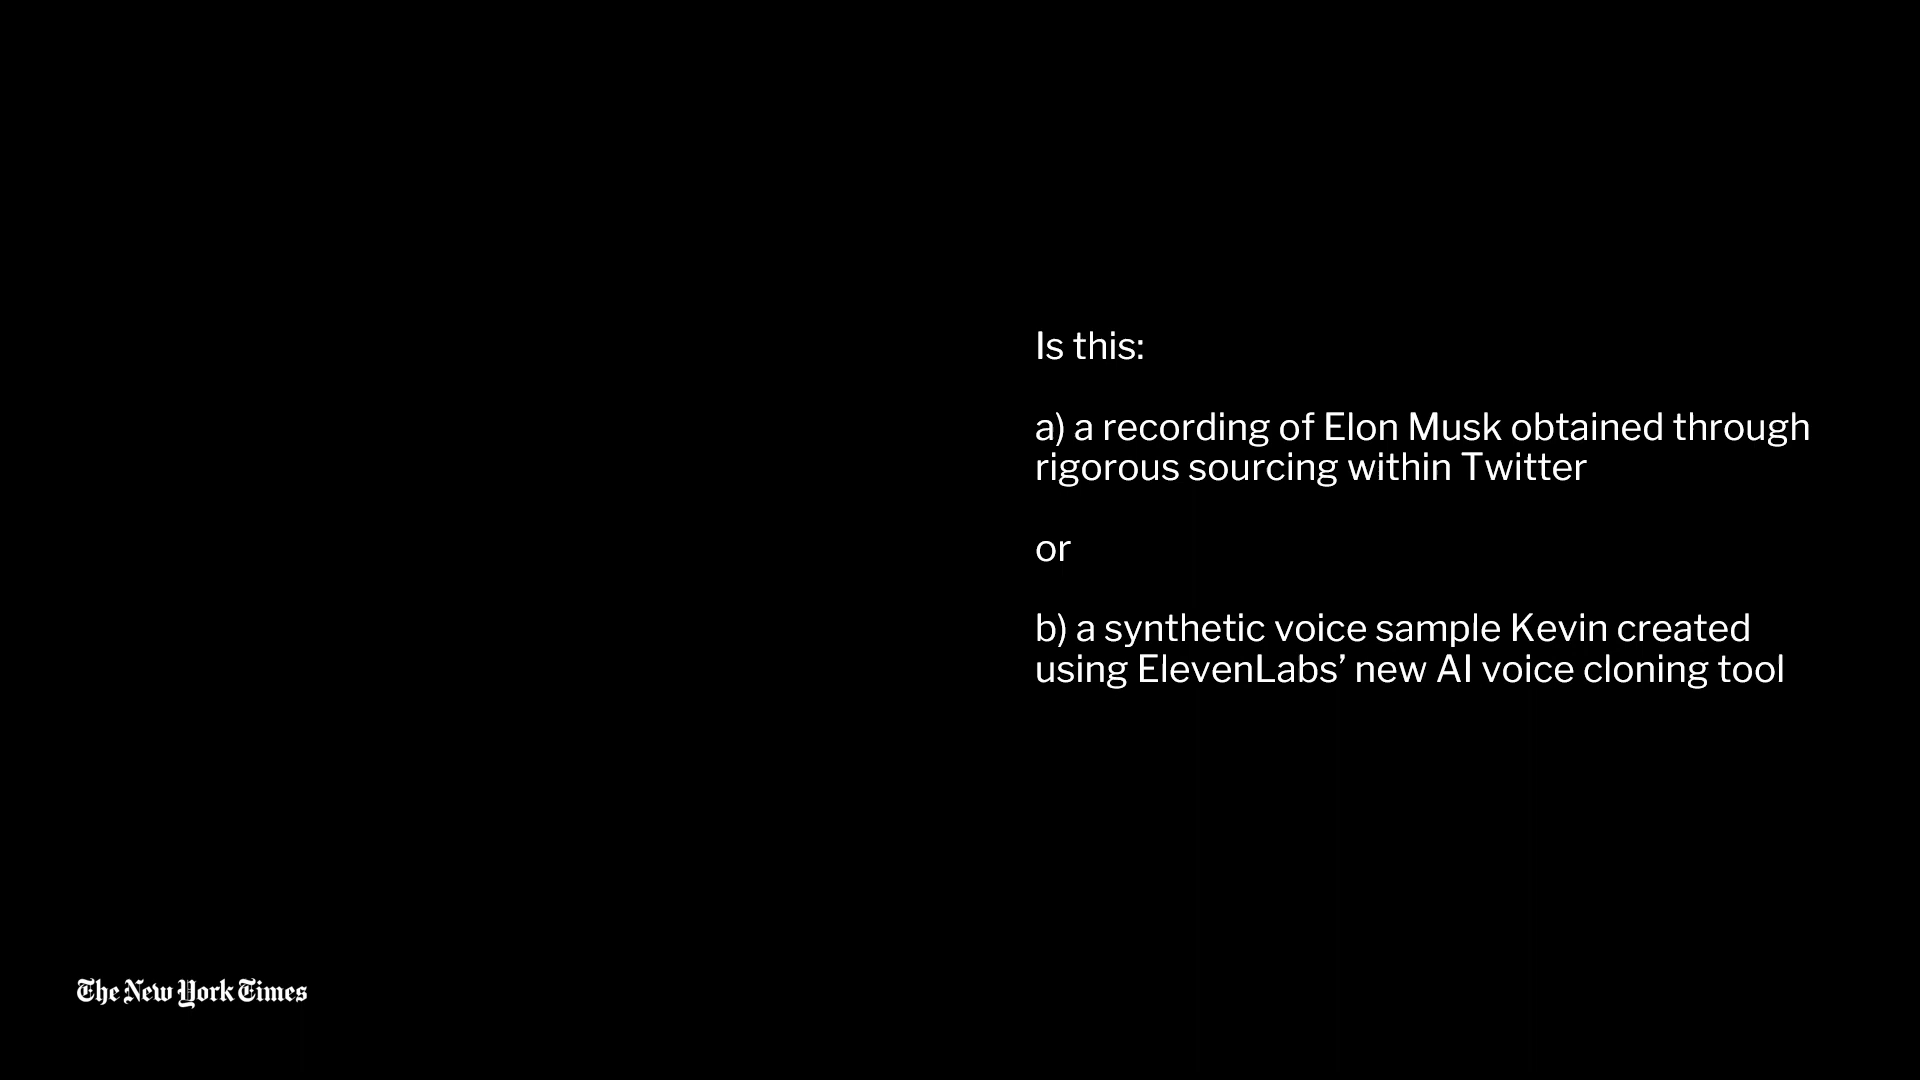 Is this:
a) a recording of Elon Musk obtained through
rigorous sourcing within Twitter
or
b) a synthetic voice sample Kevin created
using ElevenLabs’ new AI voice cloning tool
The New York Times